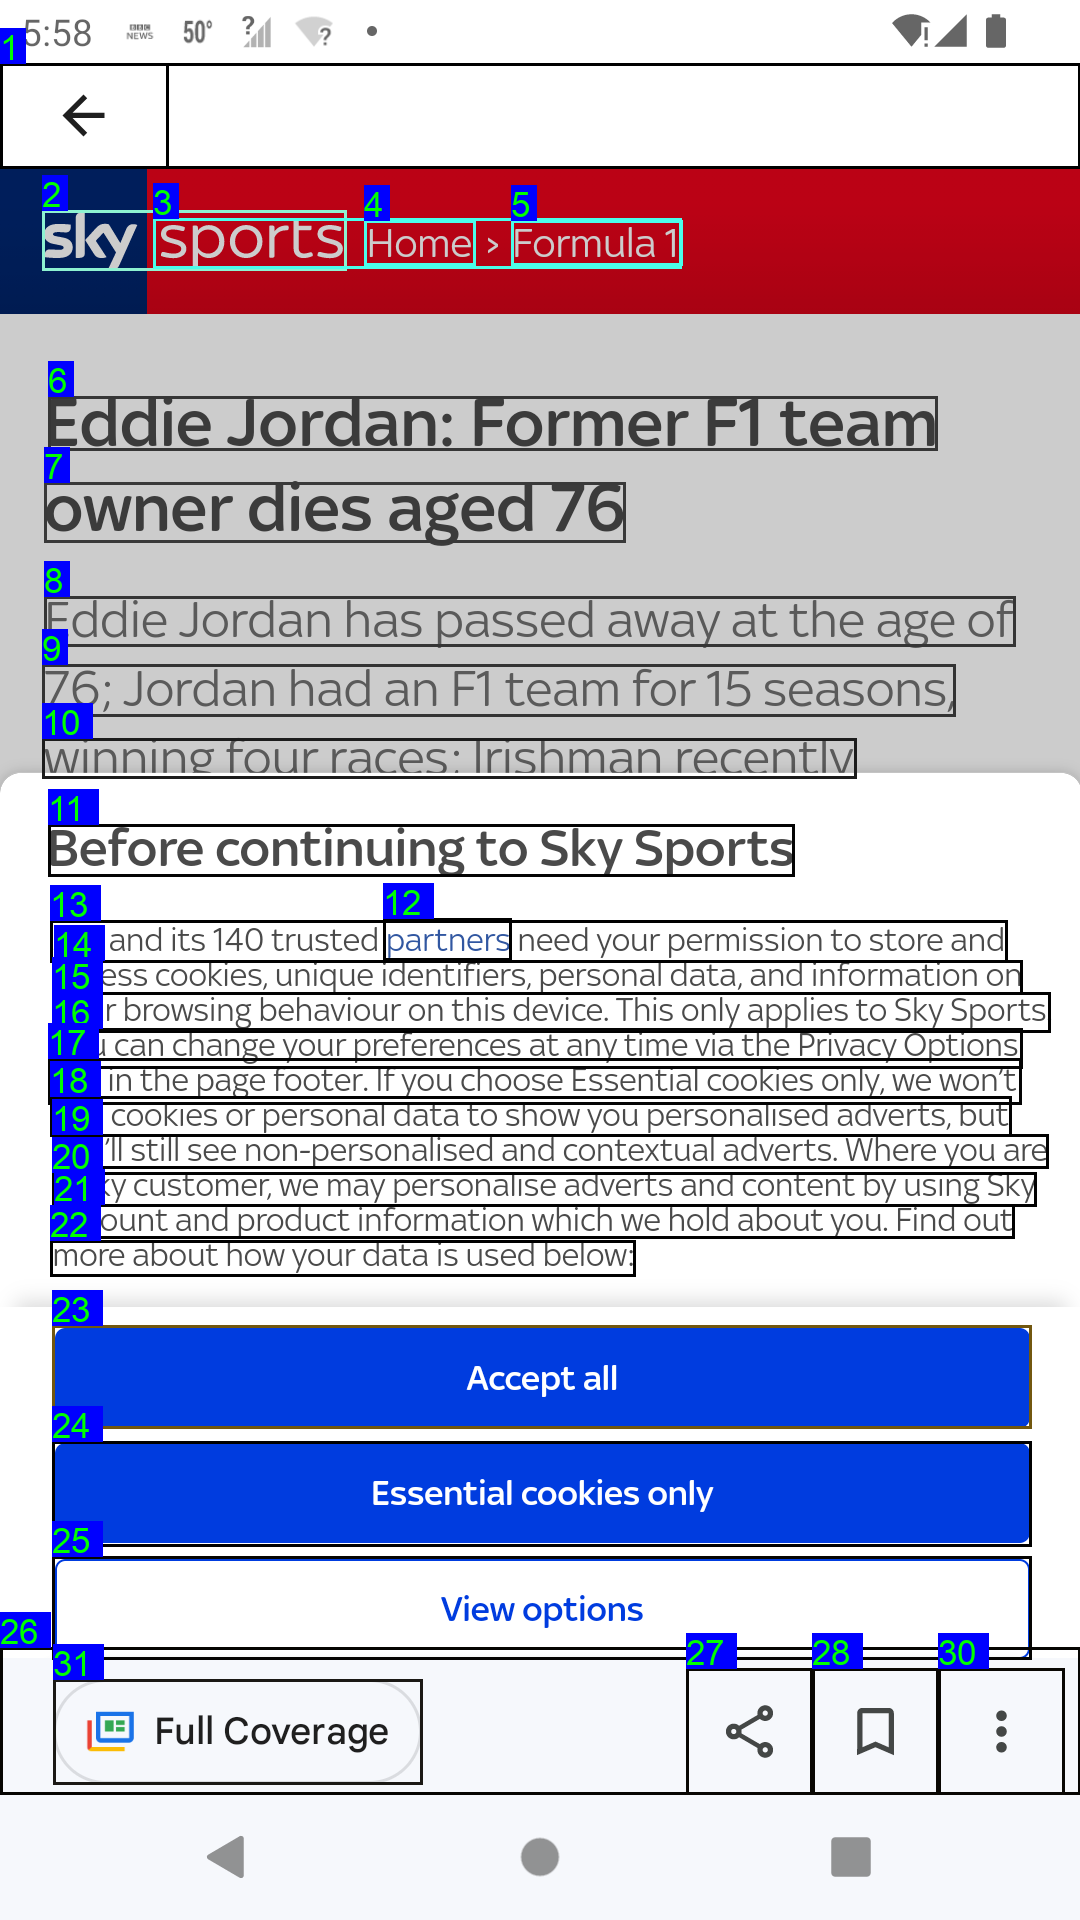 5:58 BBC NEWS 50°
sky sports Home › Formula 1
Eddie Jordan: Former F1 team
owner dies aged 76
Eddie Jordan has passed away at the age of
76; Jordan had an F1 team for 15 seasons,
winning four races; Irishman recently
Before continuing to Sky Sports
and its 140 trusted partners need your permission to store and
cookies, unique identifiers, personal data, and information on
browsing behaviour on this device. This only applies to Sky Sports
can change your preferences at any time via the Privacy Options
in the page footer. If you choose Essential cookies only, we won't
cookies or personal data to show you personalised adverts, but
'll still see non-personalised and contextual adverts. Where you are
customer, we may personalise adverts and content by using Sky
and product information which we hold about you. Find out
more about how your data is used below:
Accept all
Essential cookies only
View options
Full Coverage
1
2
3
4
5
6
7
8
9
10
11
12
13
14
15
16
17
18
19
20
21
22
23
24
25
26
27
28
30
31